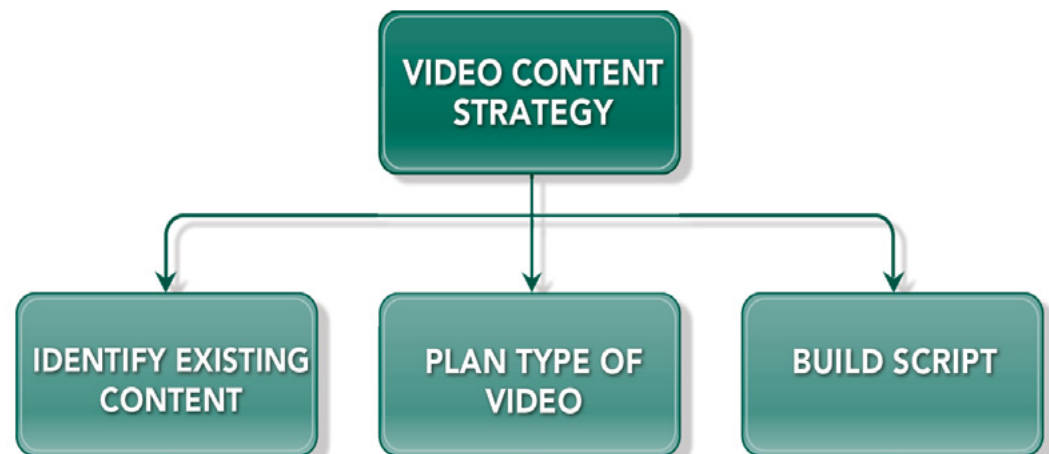 VIDEO CONTENT
STRATEGY
IDENTIFY EXISTING
CONTENT
PLAN TYPE OF
VIDEO
BUILD SCRIPT